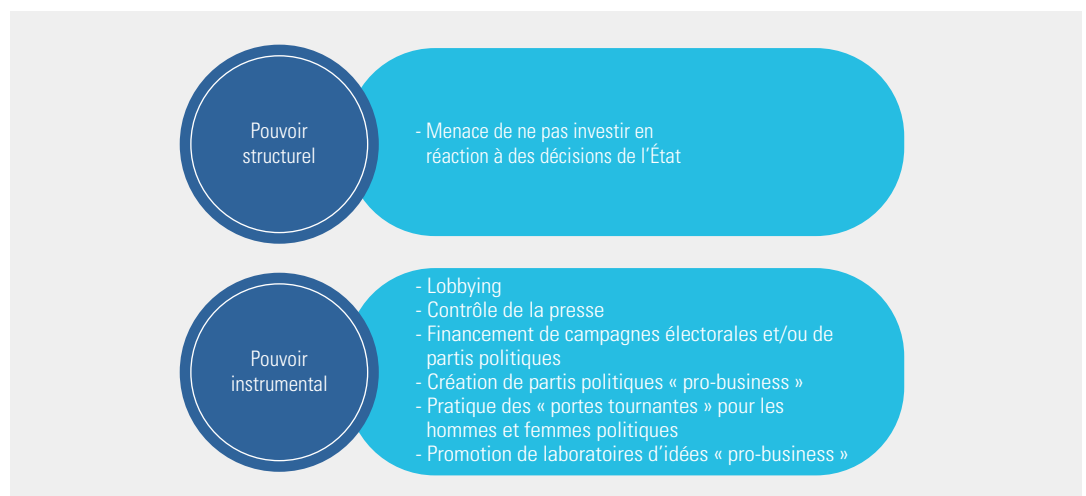 Pouvoir
structurel
- Menace de ne pas investir en
réaction à des décisions de l'État
Pouvoir
instrumental
- Lobbying
- Contrôle de la presse
- Financement de campagnes électorales et/ou de
partis politiques
- Création de partis politiques « pro-business »
- Pratique des « portes tournantes » pour les
hommes et femmes politiques
- Promotion de laboratoires d'idées « pro-business »